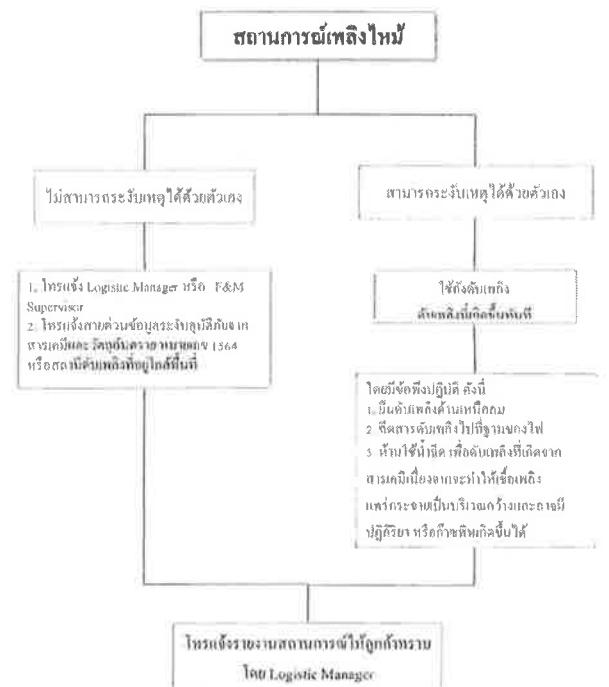 สถานการณ์เพลิงไหม้
ไม่สามารถระงับเหตุได้ด้วยตัวเอง
สามารถระงับเหตุได้ด้วยตัวเอง
1. โทรแจ้ง Logistic Manager หรือ F&M
Supervisor
2. โทรแจ้งสายด่วนข้อมูลระงับอุบัติภัยจาก
สารเคมีและวัตถุอันตราย หมายเลข 1564
หรือสถานีดับเพลิงที่อยู่ใกล้พื้นที่
ใช้ถังดับเพลิง
ดับเพลิงที่เกิดขึ้นทันที
โดยมีข้อพึงปฏิบัติ ดังนี้
1. ยืนดับเพลิงด้านเหนือลม
2. ฉีดสารดับเพลิงไปที่ฐานของไฟ
3. ห้ามใช้น้ำฉีด เพื่อดับเพลิงที่เกิดจาก
สารเคมีเนื่องจากจะทำให้เชื้อเพลิง
แพร่กระจายเป็นบริเวณกว้างและอาจมี
ปฏิกิริยา หรือก๊าซพิษเกิดขึ้นได้
โทรแจ้งรายงานสถานการณ์ให้ลูกค้าทราบ
โดย Logistic Manager